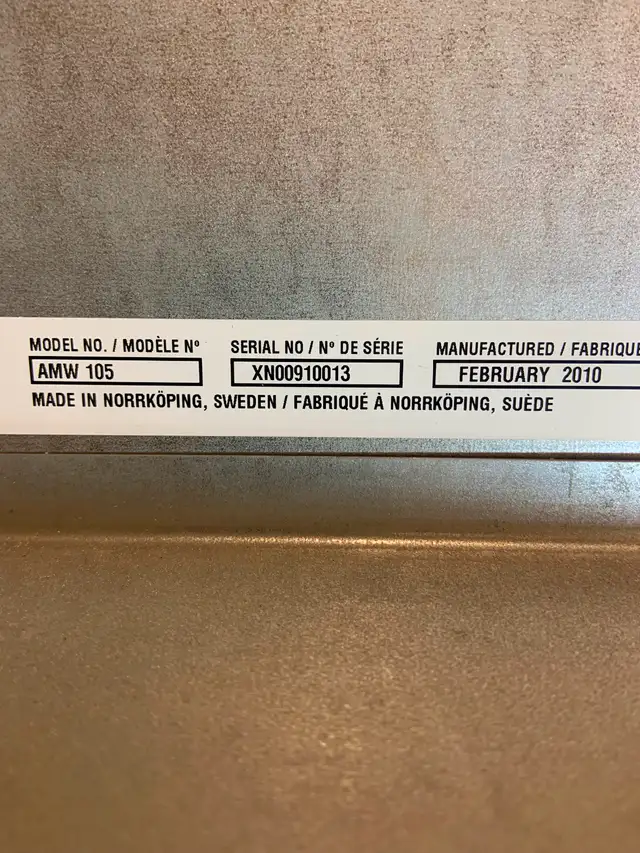 MODEL NO. / MODÈLE Nº SERIAL NO / Nº DE SÉRIE MANUFACTURED / FABRIQUÉ
AMW 105 XN00910013 FEBRUARY 2010
MADE IN NORRKÖPING, SWEDEN / FABRIQUÉ À NORRKÖPING, SUÈDE